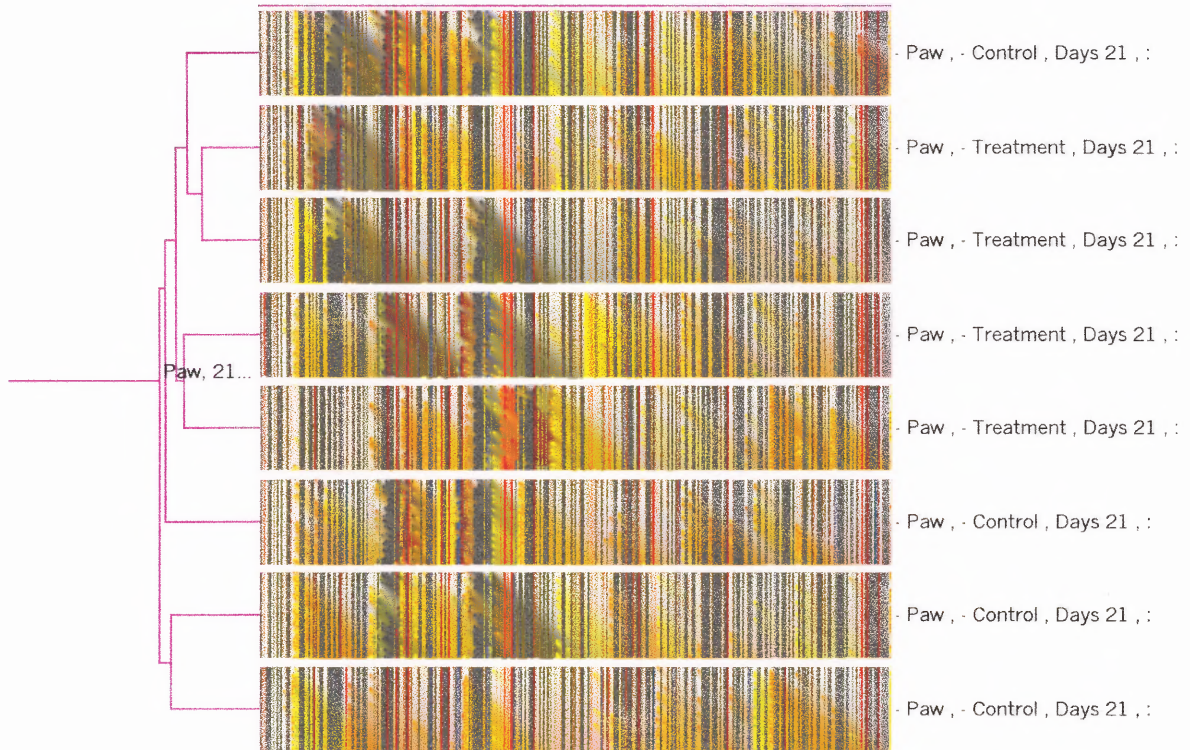 - Paw , - Control , Days 21 , :
- Paw , - Treatment , Days 21 , :
- Paw , - Treatment , Days 21 , :
- Paw , - Treatment , Days 21 , :
Paw, 21...
- Paw , - Treatment , Days 21 , :
- Paw , - Control , Days 21 , :
- Paw , - Control , Days 21 , :
- Paw , - Control , Days 21 , :